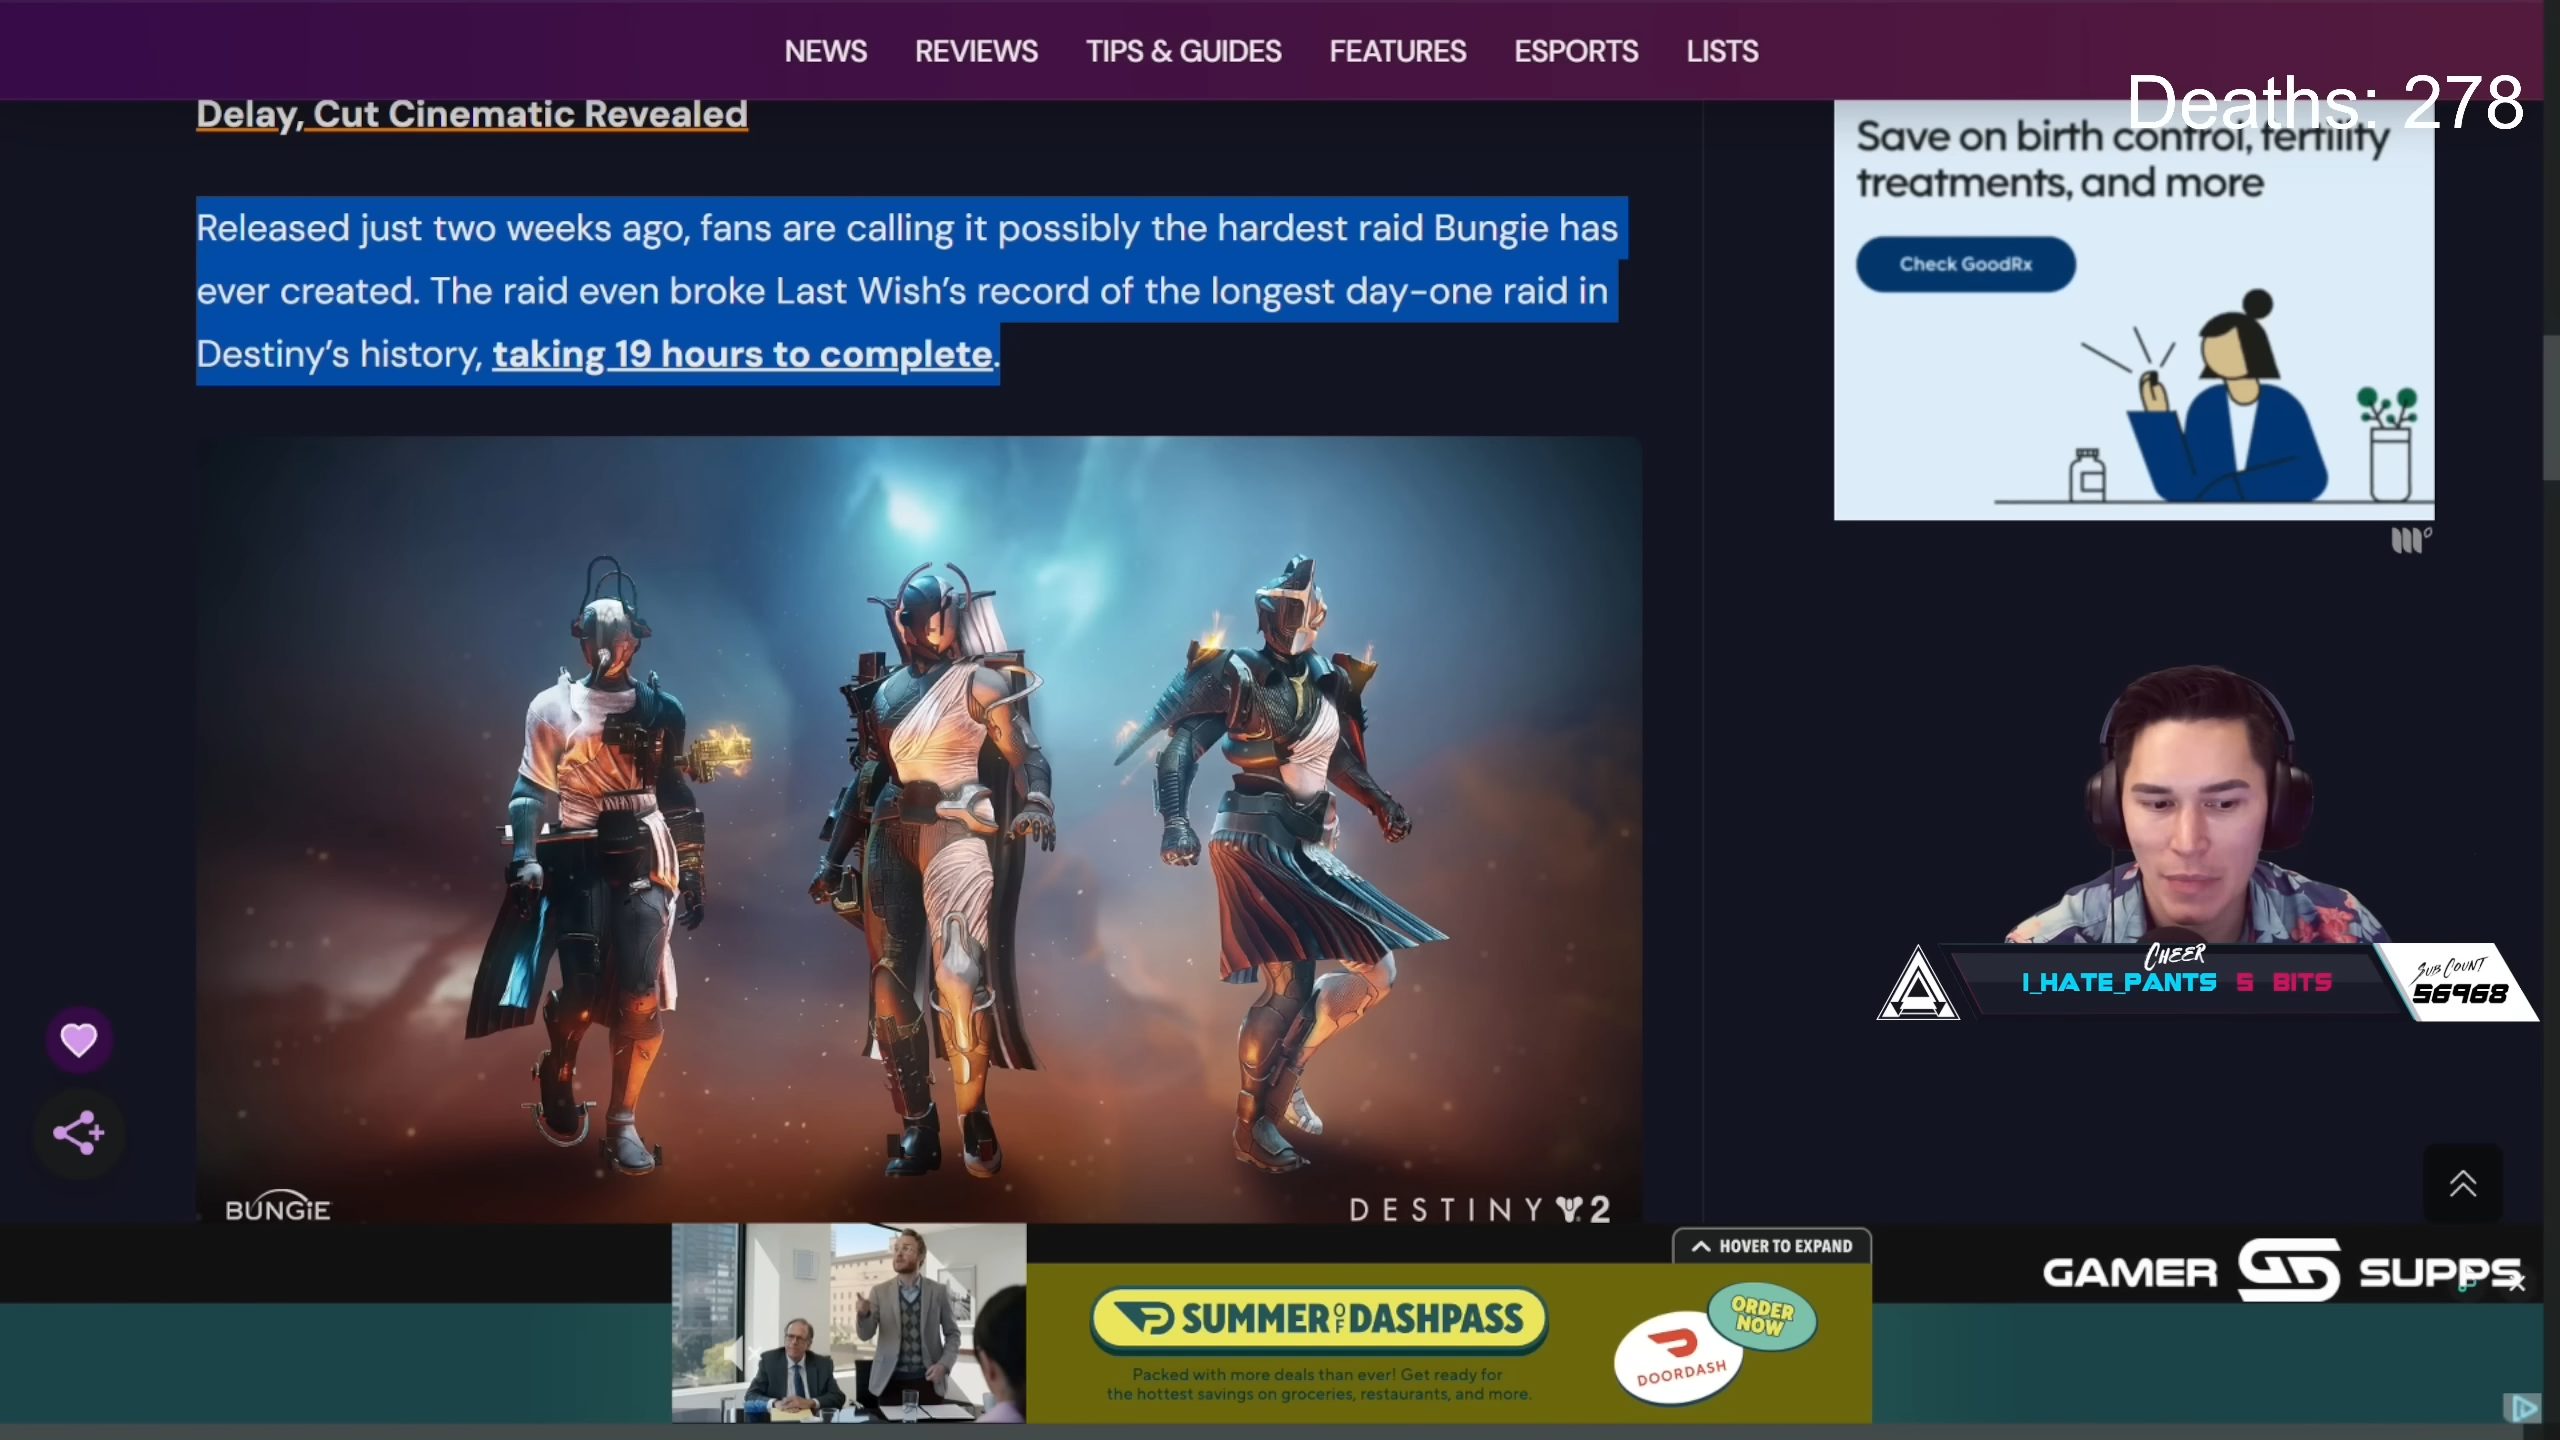 NEWS REVIEWS TIPS & GUIDES FEATURES ESPORTS LISTS
Deaths: 278
Delay, Cut Cinematic Revealed
Released just two weeks ago, fans are calling it possibly the hardest raid Bungie has
ever created. The raid even broke Last Wish’s record of the longest day-one raid in
Destiny’s history, taking 19 hours to complete.
Save on birth control, fertility
treatments, and more
Check GoodRx
CHEER
I_HATE_PANTS 5 BITS
SUB COUNT
56968
BUNGiE
DESTINY 2
HOVER TO EXPAND
GAMER SUPPS
SUMMER OF DASHPASS
Packed with more deals than ever! Get ready for
the hottest savings on groceries, restaurants, and more.
ORDER
NOW
DOORDASH